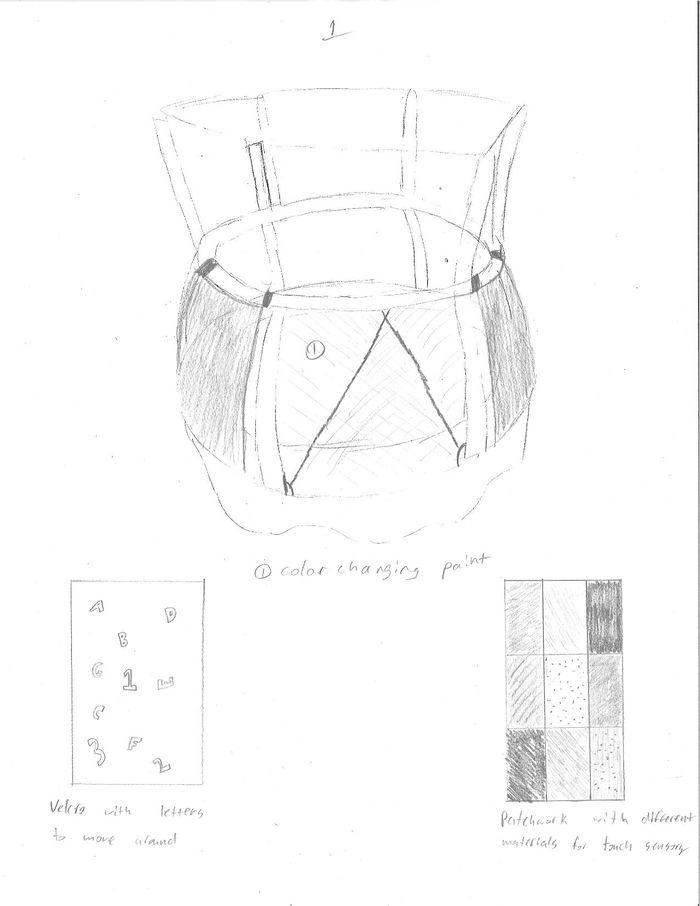 1
①
① color changing paint
A D
B
C 1 E
C
3 F 2
Velcro with letters
to move around
Patchwork with different
materials for touch sensory